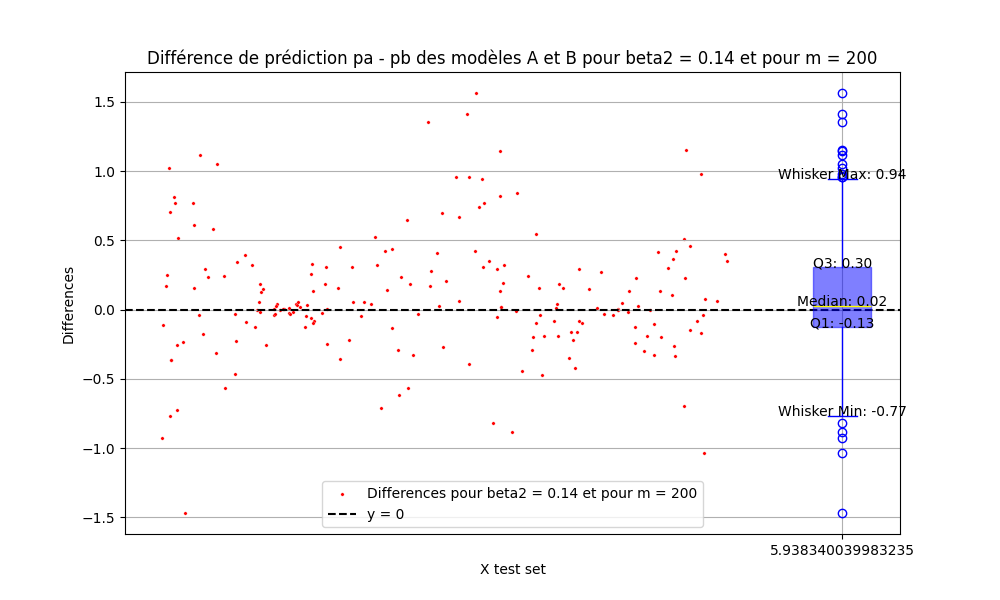 Différence de prédiction pa - pb des modèles A et B pour beta2 = 0.14 et pour m = 200
1.5
1.0
0.5
0.0
−0.5
−1.0
−1.5
Differences
Whisker Max: 0.94
Q3: 0.30
Median: 0.02
Q1: -0.13
Whisker Min: -0.77
Differences pour beta2 = 0.14 et pour m = 200
y = 0
5.938340039983235
X test set